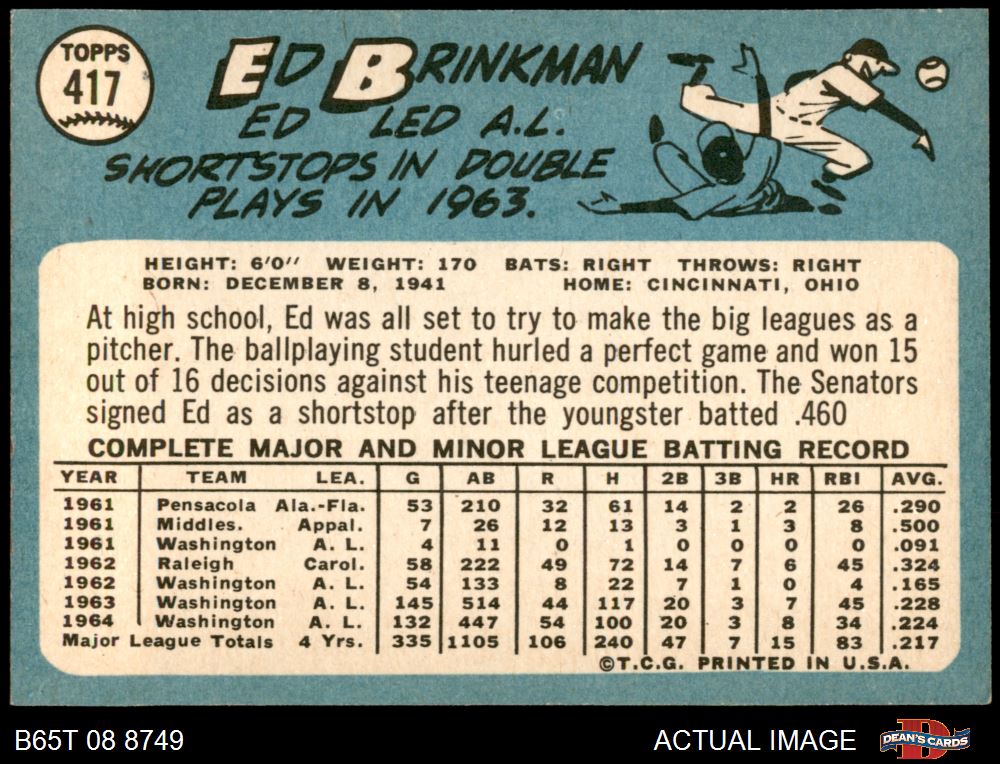 TOPPS
417
ED BRINKMAN
ED LED A.L.
SHORTSTOPS IN DOUBLE
PLAYS IN 1963.
HEIGHT: 6'0" WEIGHT: 170 BATS: RIGHT THROWS: RIGHT
BORN: DECEMBER 8, 1941 HOME: CINCINNATI, OHIO
At high school, Ed was all set to try to make the big leagues as a
pitcher. The ballplaying student hurled a perfect game and won 15
out of 16 decisions against his teenage competition. The Senators
signed Ed as a shortstop after the youngster batted .460
COMPLETE MAJOR AND MINOR LEAGUE BATTING RECORD
YEAR TEAM LEA. G AB R H 2B 3B HR RBI AVG.
1961 Pensacola Ala.-Fla. 53 210 32 61 14 2 2 26 .290
1961 Middles. Appal. 7 26 12 13 3 1 3 8 .500
1961 Washington A. L. 4 11 0 1 0 0 0 0 .091
1962 Raleigh Carol. 58 222 49 72 14 7 6 45 .324
1962 Washington A. L. 54 133 8 22 7 1 0 4 .165
1963 Washington A. L. 145 514 44 117 20 3 7 45 .228
1964 Washington A. L. 132 447 54 100 20 3 8 34 .224
Major League Totals 4 Yrs. 335 1105 106 240 47 7 15 83 .217
©T.C.G. PRINTED IN U.S.A.
B65T 08 8749 ACTUAL IMAGE D DEAN'S CARDS